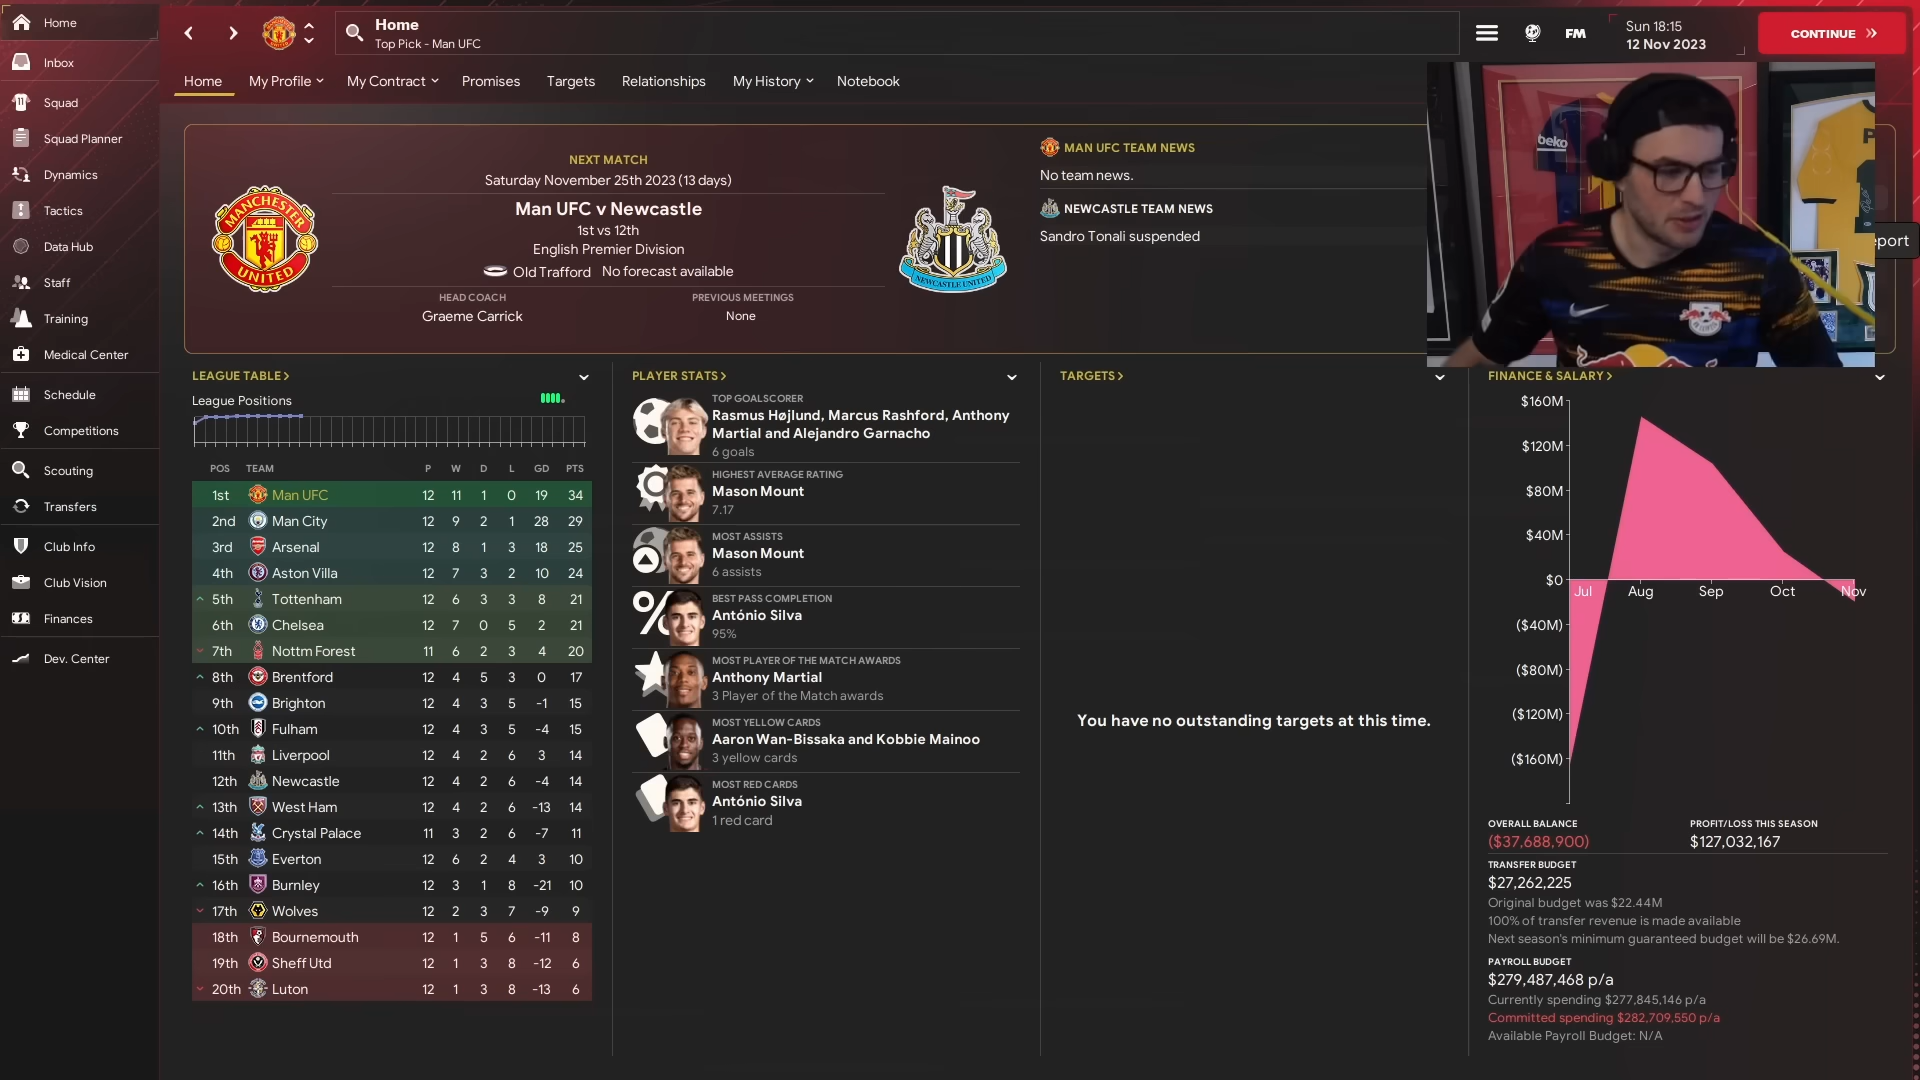 Home
Inbox
Squad
Squad Planner
Dynamics
Tactics
Data Hub
Staff
Training
Medical Center
Schedule
Competitions
Scouting
Transfers
Club Info
Club Vision
Finances
Dev. Center
Home
Top Pick - Man UFC
FM
Sun 18:15
12 Nov 2023
CONTINUE
Home My Profile My Contract Promises Targets Relationships My History Notebook
NEXT MATCH
Saturday November 25th 2023 (13 days)
Man UFC v Newcastle
1st vs 12th
English Premier Division
Old Trafford No forecast available
HEAD COACH
Graeme Carrick
PREVIOUS MEETINGS
None
MANCHESTER
UNITED
NEWCASTLE UNITED
MAN UFC TEAM NEWS
No team news.
NEWCASTLE TEAM NEWS
Sandro Tonali suspended
beko
eport
LEAGUE TABLE >
League Positions
POS TEAM P W D L GD PTS
1st Man UFC 12 11 1 0 19 34
2nd Man City 12 9 2 1 28 29
3rd Arsenal 12 8 1 3 18 25
4th Aston Villa 12 7 3 2 10 24
5th Tottenham 12 6 3 3 8 21
6th Chelsea 12 7 0 5 2 21
7th Nottm Forest 11 6 2 3 4 20
8th Brentford 12 4 5 3 0 17
9th Brighton 12 4 3 5 -1 15
10th Fulham 12 4 3 5 -4 15
11th Liverpool 12 4 2 6 3 14
12th Newcastle 12 4 2 6 -4 14
13th West Ham 12 4 2 6 -13 14
14th Crystal Palace 11 3 2 6 -7 11
15th Everton 12 6 2 4 3 10
16th Burnley 12 3 1 8 -21 10
17th Wolves 12 2 3 7 -9 9
18th Bournemouth 12 1 5 6 -11 8
19th Sheff Utd 12 1 3 8 -12 6
20th Luton 12 1 3 8 -13 6
PLAYER STATS >
TOP GOALSCORER
Rasmus Højlund, Marcus Rashford, Anthony
Martial and Alejandro Garnacho
6 goals
HIGHEST AVERAGE RATING
Mason Mount
7.17
MOST ASSISTS
Mason Mount
6 assists
BEST PASS COMPLETION
António Silva
95%
MOST PLAYER OF THE MATCH AWARDS
Anthony Martial
3 Player of the Match awards
MOST YELLOW CARDS
Aaron Wan-Bissaka and Kobbie Mainoo
3 yellow cards
MOST RED CARDS
António Silva
1 red card
TARGETS >
You have no outstanding targets at this time.
FINANCE & SALARY >
$160M
$120M
$80M
$40M
$0
($40M)
($80M)
($120M)
($160M)
Jul Aug Sep Oct Nov
OVERALL BALANCE
($37,688,900)
PROFIT/LOSS THIS SEASON
$127,032,167
TRANSFER BUDGET
$27,262,225
Original budget was $22.44M
100% of transfer revenue is made available
Next season's minimum guaranteed budget will be $26.69M.
PAYROLL BUDGET
$279,487,468 p/a
Currently spending $277,845,146 p/a
Committed spending $282,709,550 p/a
Available Payroll Budget: N/A